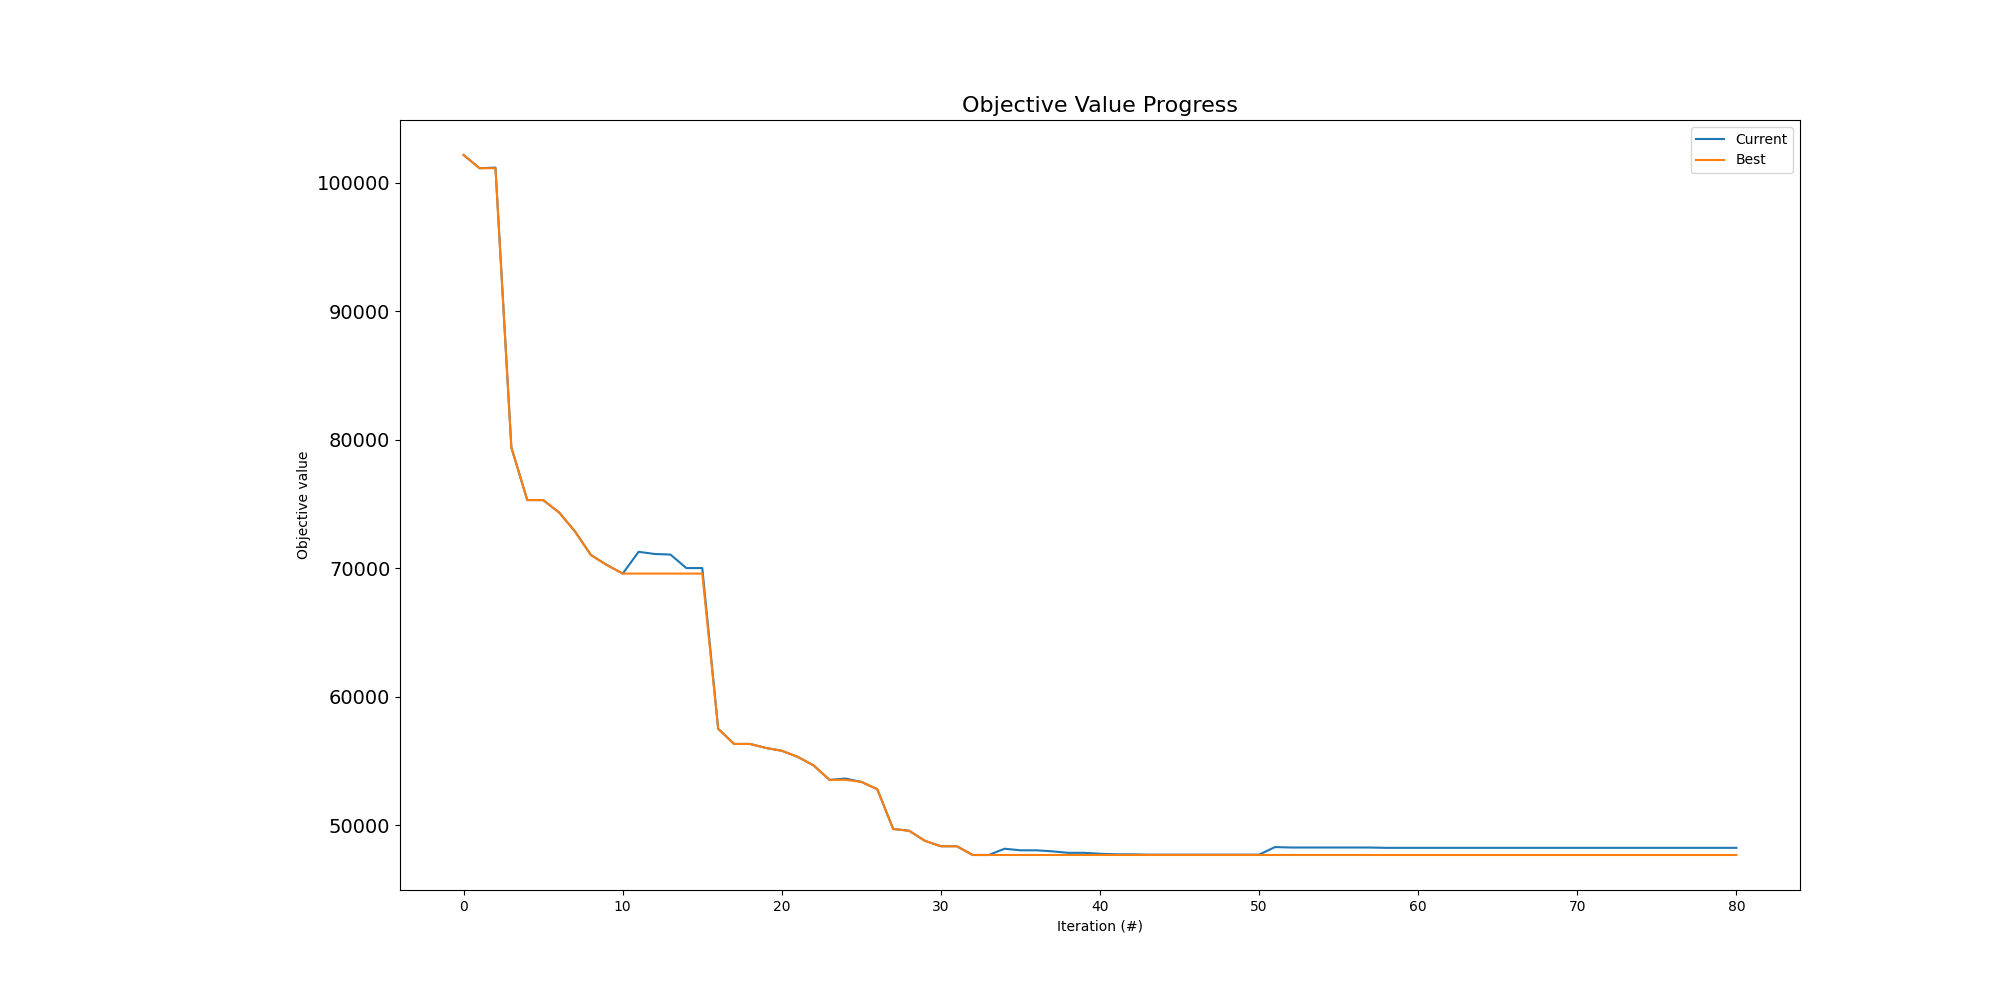 Objective Value Progress
Current
Best
100000
90000
80000
70000
60000
50000
Objective value
0 10 20 30 40 50 60 70 80
Iteration (#)